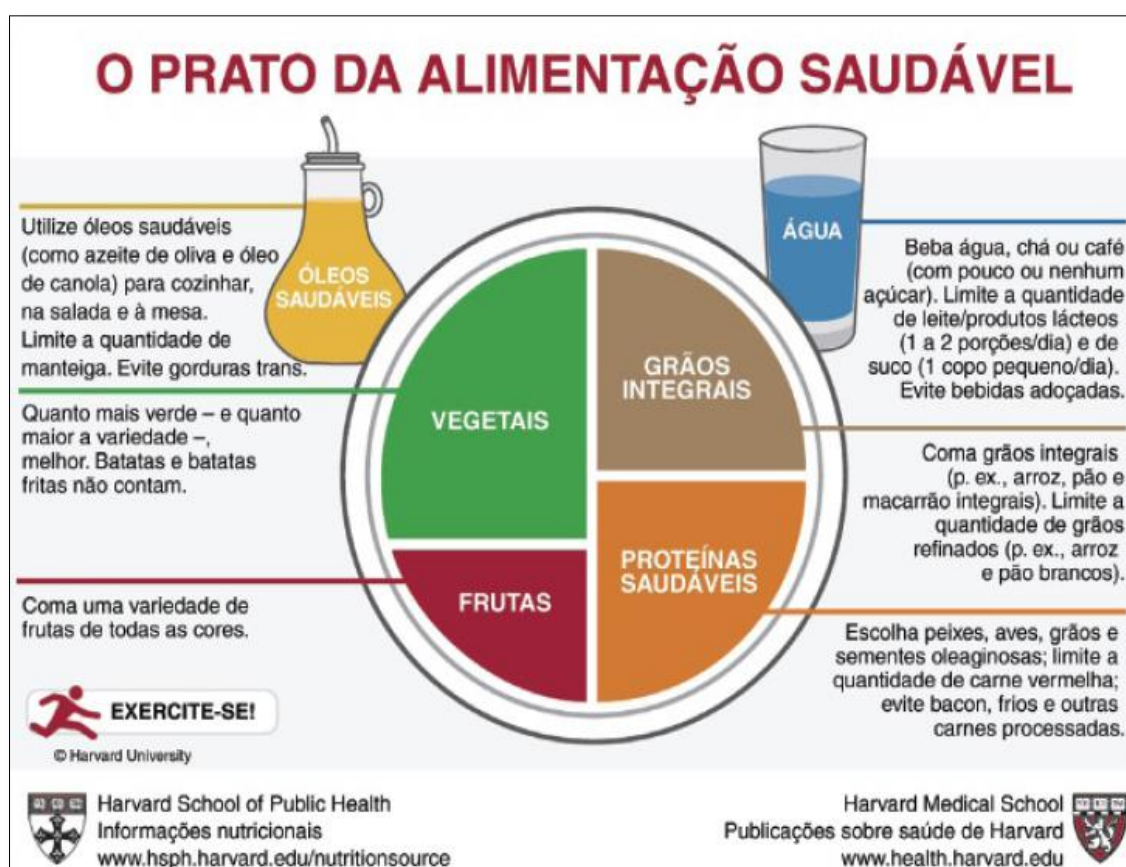 O PRATO DA ALIMENTAÇÃO SAUDÁVEL
Utilize óleos saudáveis
(como azeite de oliva e óleo
de canola) para cozinhar,
na salada e à mesa.
Limite a quantidade de
manteiga. Evite gorduras trans.
ÓLEOS
SAUDÁVEIS
ÁGUA
Beba água, chá ou café
(com pouco ou nenhum
açúcar). Limite a quantidade
de leite/produtos lácteos
(1 a 2 porções/dia) e de
suco (1 copo pequeno/dia).
Evite bebidas adoçadas.
VEGETAIS
Quanto mais verde – e quanto
maior a variedade –,
melhor. Batatas e batatas
fritas não contam.
GRÃOS
INTEGRAIS
Coma grãos integrais
(p. ex., arroz, pão e
macarrão integrais). Limite a
quantidade de grãos
refinados (p. ex., arroz
e pão brancos).
FRUTAS
Coma uma variedade de
frutas de todas as cores.
PROTEÍNAS
SAUDÁVEIS
Escolha peixes, aves, grãos e
sementes oleaginosas; limite a
quantidade de carne vermelha;
evite bacon, frios e outras
carnes processadas.
EXERCITE-SE!
© Harvard University
Harvard School of Public Health
Informações nutricionais
www.hsph.harvard.edu/nutritionsource
Harvard Medical School
Publicações sobre saúde de Harvard
www.health.harvard.edu